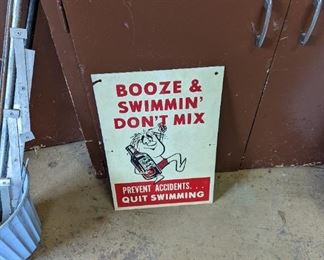 BOOZE &
SWIMMIN'
DON'T MIX
PREVENT ACCIDENTS...
QUIT SWIMMING